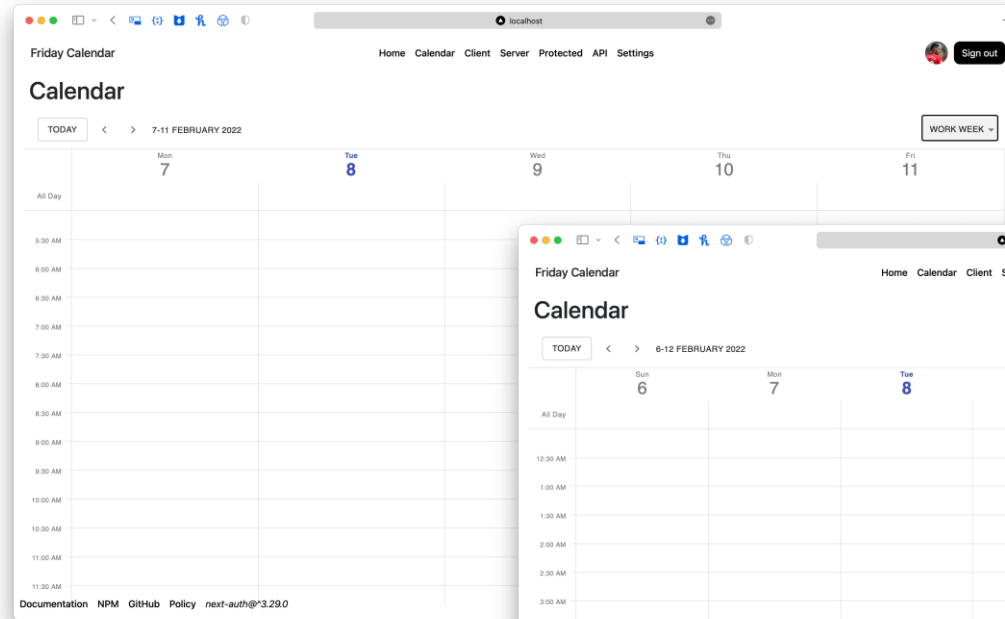 localhost
Friday Calendar Home Calendar Client Server Protected API Settings Sign out
Calendar
TODAY 7-11 FEBRUARY 2022 WORK WEEK
Mon Tue Wed Thu Fri
7 8 9 10 11
All Day
5:30 AM
6:00 AM
6:30 AM
7:00 AM
7:30 AM
8:00 AM
8:30 AM
9:00 AM
9:30 AM
10:00 AM
10:30 AM
11:00 AM
11:30 AM
Documentation NPM GitHub Policy next-auth@^3.29.0
Friday Calendar Home Calendar Client S
Calendar
TODAY 6-12 FEBRUARY 2022
Sun Mon Tue
6 7 8
All Day
12:30 AM
1:00 AM
1:30 AM
2:00 AM
2:30 AM
3:00 AM